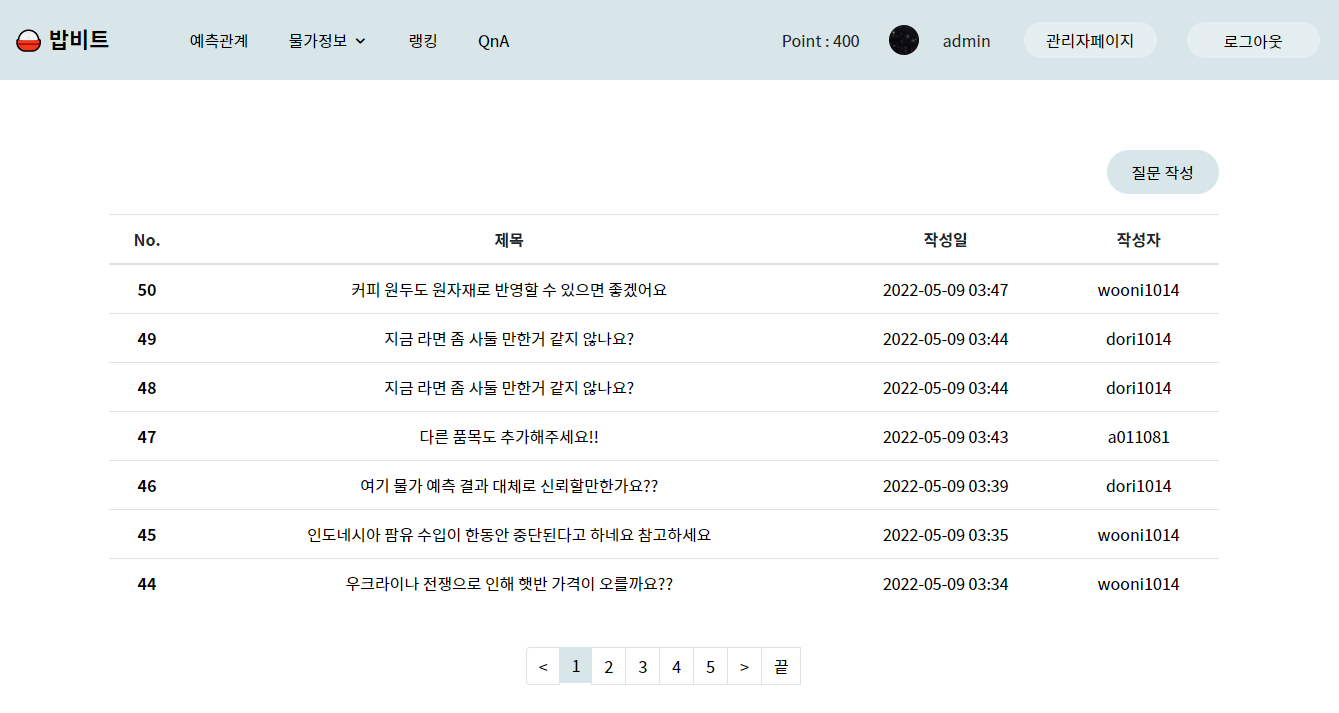 밥비트 예측관계 물가정보 랭킹 QnA Point : 400 admin 관리자페이지 로그아웃
질문 작성
No. 제목 작성일 작성자
50 커피 원두도 원자재로 반영할 수 있으면 좋겠어요 2022-05-09 03:47 wooni1014
49 지금 라면 좀 사둘 만한거 같지 않나요? 2022-05-09 03:44 dori1014
48 지금 라면 좀 사둘 만한거 같지 않나요? 2022-05-09 03:44 dori1014
47 다른 품목도 추가해주세요!! 2022-05-09 03:43 a011081
46 여기 물가 예측 결과 대체로 신뢰할만한가요?? 2022-05-09 03:39 dori1014
45 인도네시아 팜유 수입이 한동안 중단된다고 하네요 참고하세요 2022-05-09 03:35 wooni1014
44 우크라이나 전쟁으로 인해 햇반 가격이 오를까요?? 2022-05-09 03:34 wooni1014
< 1 2 3 4 5 > 끝